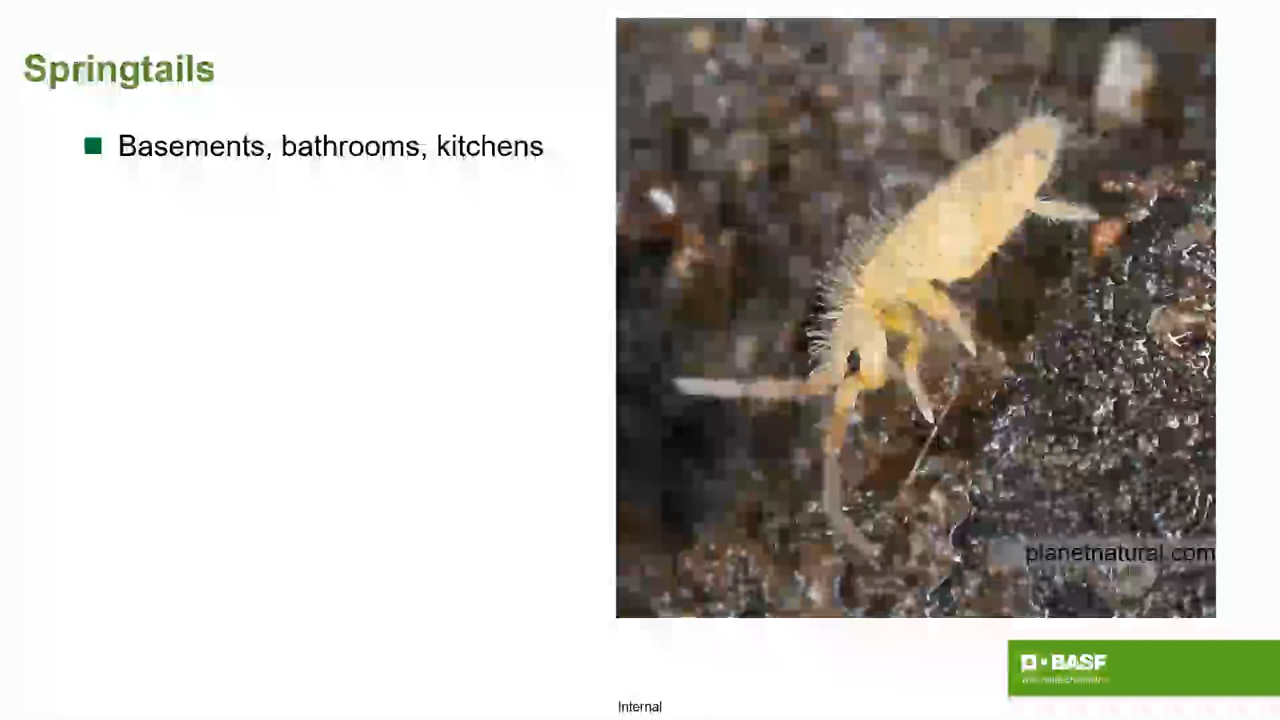 Springtails
Basements, bathrooms, kitchens
planetnatural.com
BASF
Internal